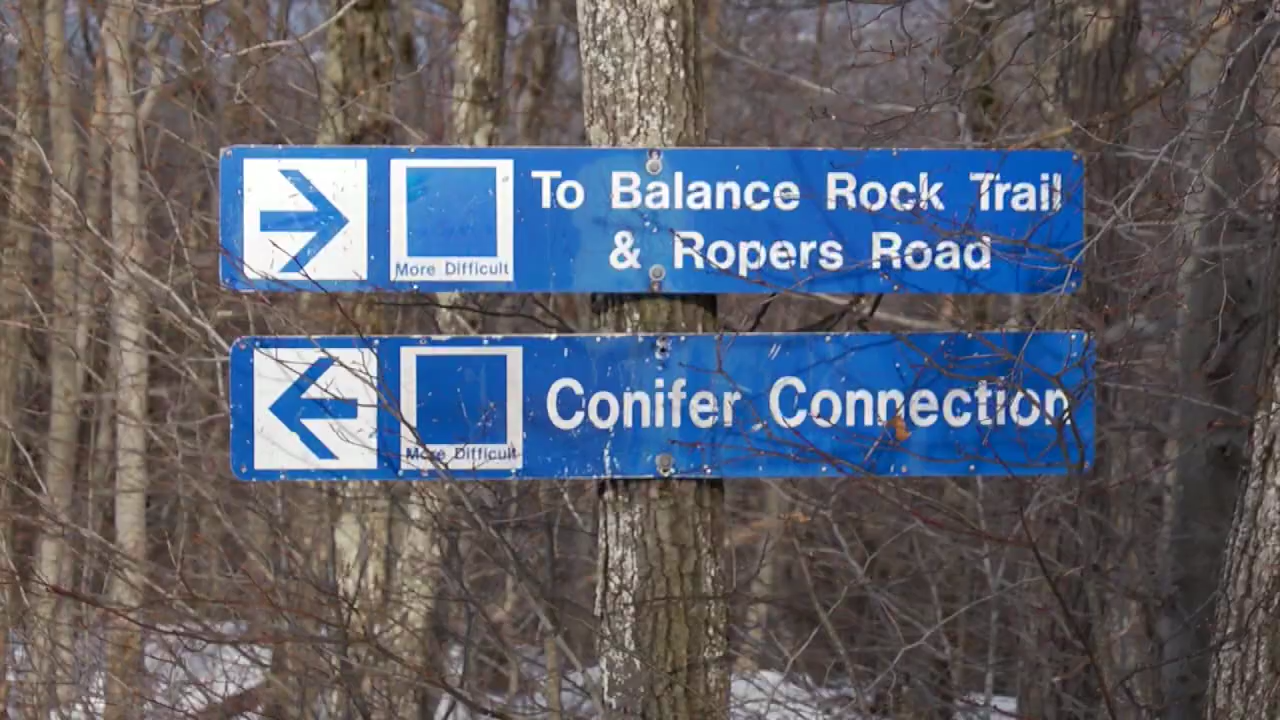 To Balance Rock Trail
& Ropers Road
More Difficult
Conifer Connection
More Difficult